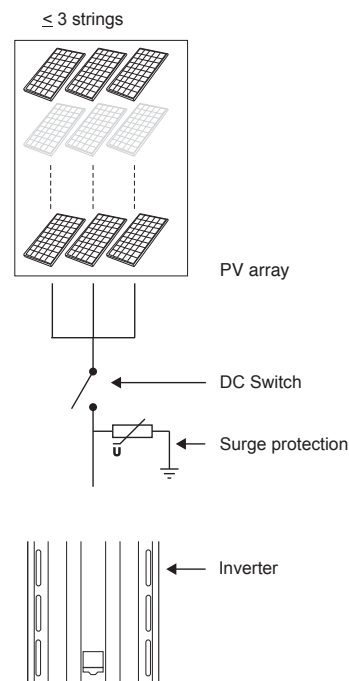 ≤ 3 strings
PV array
DC Switch
Surge protection
U
Inverter